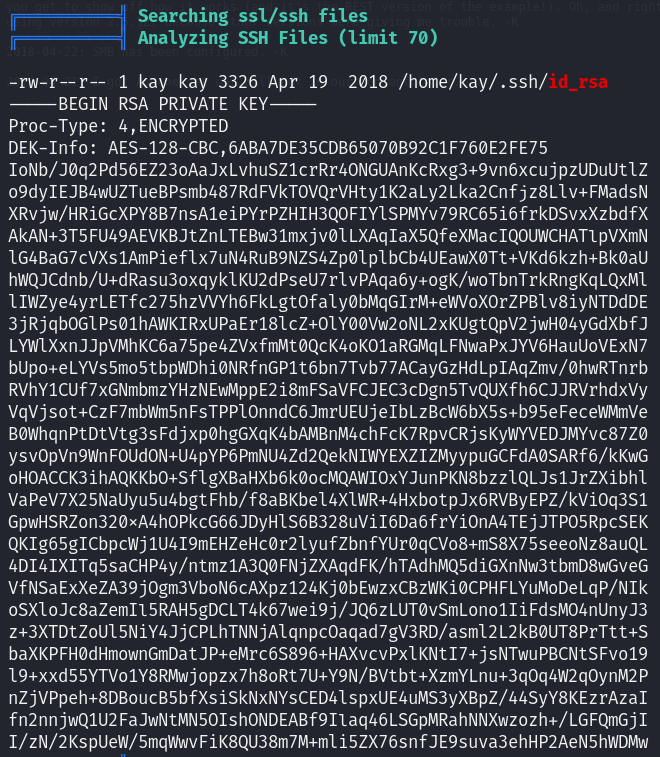 Searching ssl/ssh files
Analyzing SSH Files (limit 70)
-rw-r--r-- 1 kay kay 3326 Apr 19 2018 /home/kay/.ssh/id_rsa
-----BEGIN RSA PRIVATE KEY-----
Proc-Type: 4,ENCRYPTED
DEK-Info: AES-128-CBC,6ABA7DE35CDB65070B92C1F760E2FE75
IoNb/J0q2Pd56EZ23oAaJxLvhuSZ1crRr4ONGUAnKcRxg3+9vn6xcujpzUDuUtlZ
o9dyIEJB4wUZTueBPsmb487RdFVkTOVQrVHty1K2aLy2Lka2Cnfjz8Llv+FMadsN
XRvjw/HRiGcXPY8B7nsA1eiPYrPZHIH3QOFIYlSPMYv79RC65i6frkDSvxXzbdfX
AkAN+3T5FU49AEVKBJtZnLTEBw31mxjv0lLXAqIaX5QfeXMacIQOUWCHATlpVXmN
lG4BaG7cVXs1AmPieflx7uN4RuB9NZS4Zp0lplbCb4UEawX0Tt+VKd6kzh+Bk0aU
hWQJCdnb/U+dRasu3oxqyklKU2dPseU7rlvPAqa6y+ogK/woTbnTrkRngKqLQxMl
lIWZye4yrLETfc275hzVVYh6FkLgtOfaly0bMqGIrM+eWVoXOrZPBlv8iyNTDdDE
3jRjqbOGlPs01hAWKIRxUPaEr18lcZ+OlY00Vw2oNL2xKUgtQpV2jwH04yGdXbfJ
LYWlXxnJJpVMhKC6a75pe4ZVxfmMt0QcK4oKO1aRGMqLFNwaPxJYV6HauUoVExN7
bUpo+eLYVs5mo5tbpWDhi0NRfnGP1t6bn7Tvb77ACayGzHdLpIAqZmv/0hwRTnrb
RVhY1CUf7xGNmbmzYHzNEwMppE2i8mFSaVFCJEC3cDgn5TvQUXfh6CJJRVrhdxVy
VqVjsot+CzF7mbWm5nFsTPPlOnndC6JmrUEUjeIbLzBcW6bX5s+b95eFeceWMmVe
B0WhqnPtDtVtg3sFdjxp0hgGXqK4bAMBnM4chFcK7RpvCRjsKyWYVEDJMYvc87Z0
ysvOpVn9WnFOUdON+U4pYP6PmNU4Zd2QekNIWYEXZIZMyypuGCFdA0SARf6/kKwG
oHOACCK3ihAQKKbO+SflgXBaHXb6k0ocMQAWIOxYJunPKN8bzzlQLJs1JrZXibhl
VaPeV7X25NaUyu5u4bgtFhb/f8aBKbel4XlWR+4HxbotpJx6RVByEPZ/kViOq3S1
GpwHSRZon320×A4hOPkcG66JDyHlS6B328uViI6Da6frYiOnA4TEjJTPO5RpcSEK
QKIg65gICbpcWj1U4I9mEHZeHc0r2lyufZbnfYUr0qCVo8+mS8X75seeoNz8auQL
4DI4IXITq5saCHP4y/ntmz1A3Q0FNjZXAqdFK/hTAdhMQ5diGXnNw3tbmD8wGveG
VfNSaExXeZA39jOgm3VboN6cAXpz124Kj0bEwzxCBzWKi0CPHFLYuMoDeLqP/NIk
oSXloJc8aZemIl5RAH5gDCLT4k67wei9j/JQ6zLUT0vSmLono1IiFdsMO4nUnyJ3
z+3XTDtZoUl5NiY4JjCPLhTNNjAlqnpcOaqad7gV3RD/asml2L2kB0UT8PrTtt+S
baXKPFH0dHmownGmDatJP+eMrc6S896+HAXvcvPxlKNtI7+jsNTwuPBCNtSFvo19
l9+xxd55YTVo1Y8RMwjopzx7h8oRt7U+Y9N/BVtbt+XzmYLnu+3qOq4W2qOynM2P
nZjVPpeh+8DBoucB5bfXsiSkNxNYsCED4lspxUE4uMS3yXBpZ/44SyY8KEzrAzaI
fn2nnjwQ1U2FaJwNtMN5OIshONDEABf9Ilaq46LSGpMRahNNXwzozh+/LGFQmGjI
I/zN/2KspUeW/5mqWwvFiK8QU38m7M+mli5ZX76snfJE9suva3ehHP2AeN5hWDMw